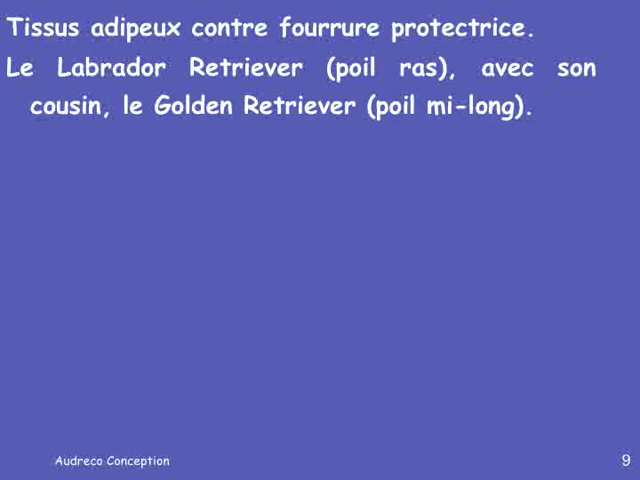 Tissus adipeux contre fourrure protectrice.
Le Labrador Retriever (poil ras), avec son
cousin, le Golden Retriever (poil mi-long).
Audreco Conception
9